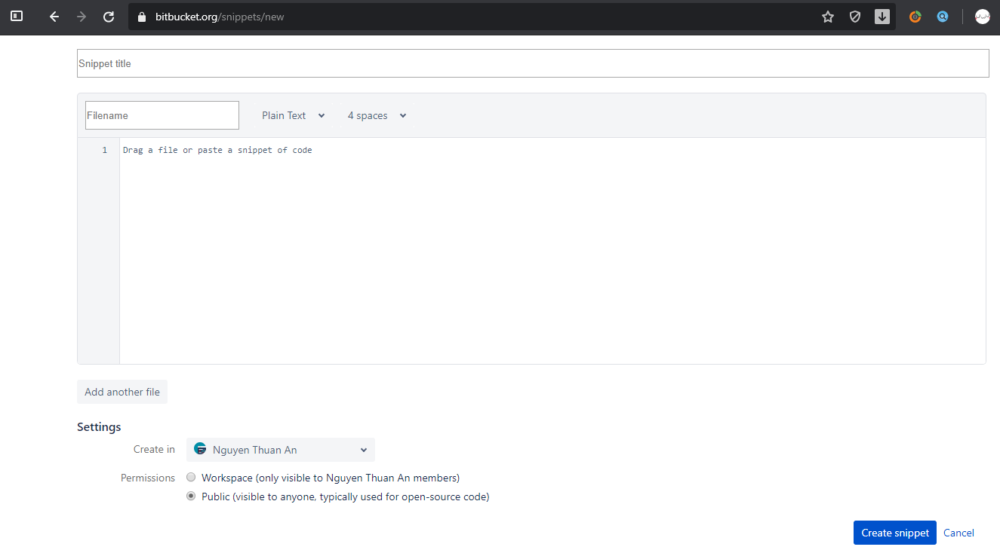 bitbucket.org/snippets/new
Snippet title
Filename
Plain Text
4 spaces
1
Drag a file or paste a snippet of code
Add another file
Settings
Create in
Nguyen Thuan An
Permissions
Workspace (only visible to Nguyen Thuan An members)
Public (visible to anyone, typically used for open-source code)
Create snippet
Cancel